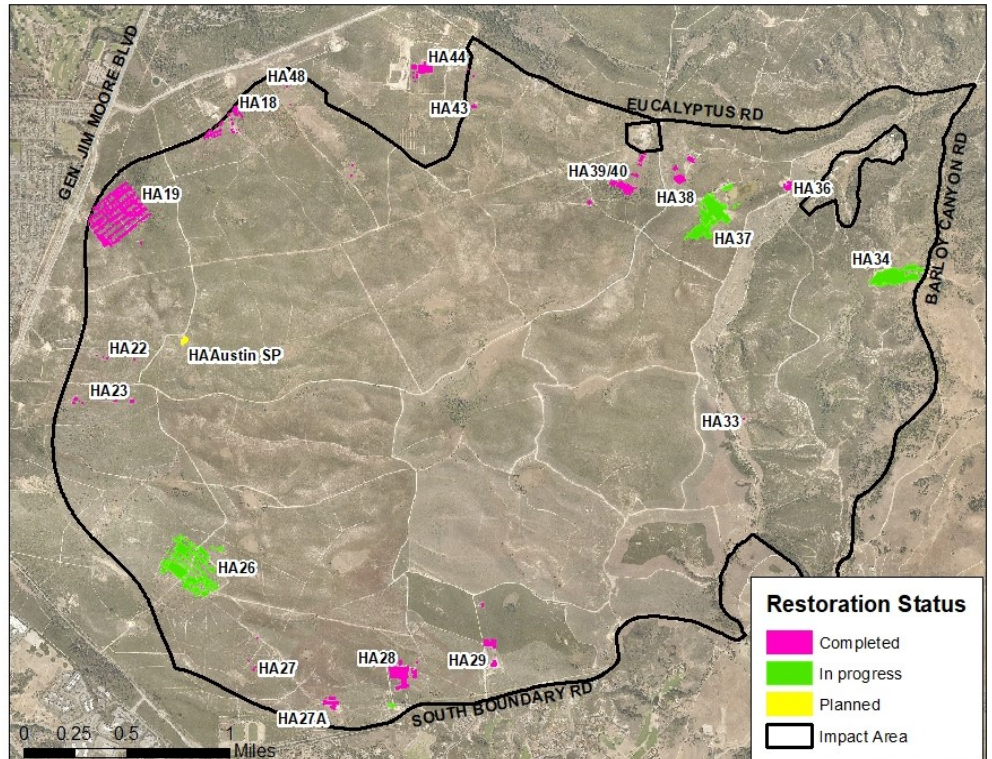 GEN. JIM MOORE BLVD
HA44
HA48
HA18
HA43
EUCALYPTUS RD
HA39/40
HA38
HA36
HA19
HA37
BARLOY CANYON RD
HA34
HA22
HAAustin SP
HA23
HA33
HA26
HA27
HA28
HA29
HA27A
SOUTH BOUNDARY RD
0 0.25 0.5 1
Miles
Restoration Status
Completed
In progress
Planned
Impact Area